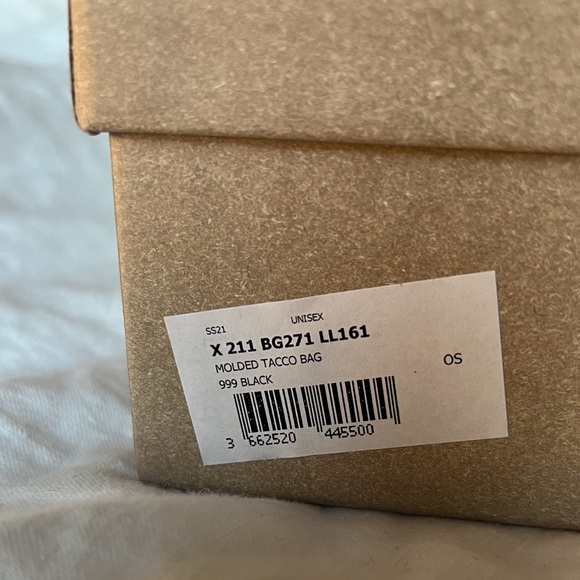 SS21 UNISEX
X 211 BG271 LL161
MOLDED TACCO BAG
999 BLACK OS
3 662520 445500